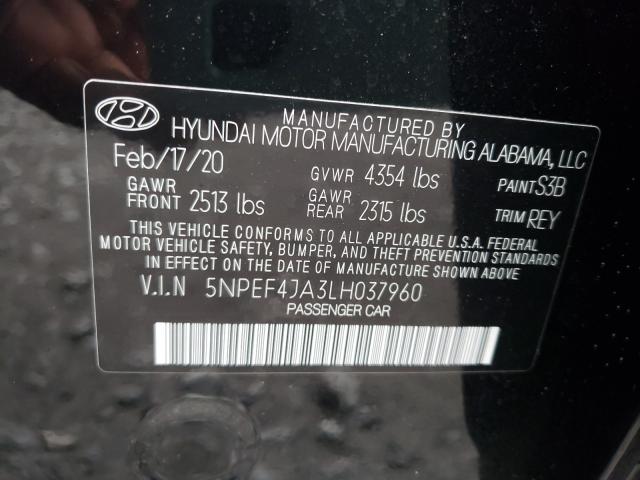 MANUFACTURED BY
HYUNDAI MOTOR MANUFACTURING ALABAMA, LLC
Feb/17/20 GVWR 4354 lbs PAINT S3B
GAWR FRONT 2513 lbs GAWR REAR 2315 lbs TRIM REY
THIS VEHICLE CONFORMS TO ALL APPLICABLE U.S.A. FEDERAL
MOTOR VEHICLE SAFETY, BUMPER, AND THEFT PREVENTION
STANDARDS IN EFFECT ON THE DATE OF MANUFACTURE SHOWN
ABOVE.
V.I.N 5NPEF4JA3LH037960
PASSENGER CAR